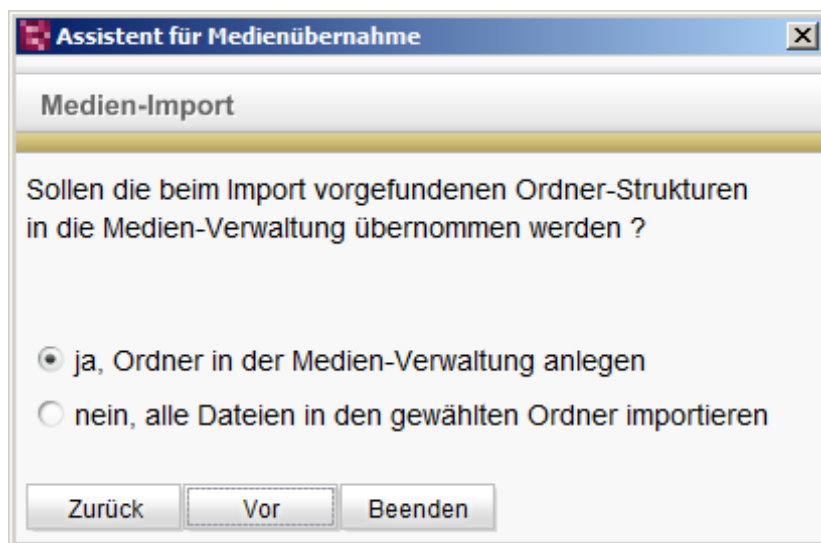 Assistent für Medienübernahme
Medien-Import
Sollen die beim Import vorgefundenen Ordner-Strukturen
in die Medien-Verwaltung übernommen werden ?
ja, Ordner in der Medien-Verwaltung anlegen
nein, alle Dateien in den gewählten Ordner importieren
Zurück Vor Beenden